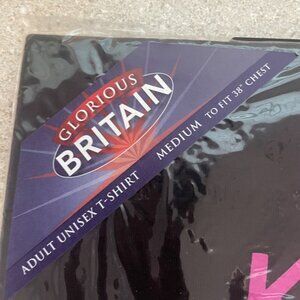 GLORIOUS
BRITAIN
ADULT UNISEX T-SHIRT MEDIUM TO FIT 38" CHEST
K